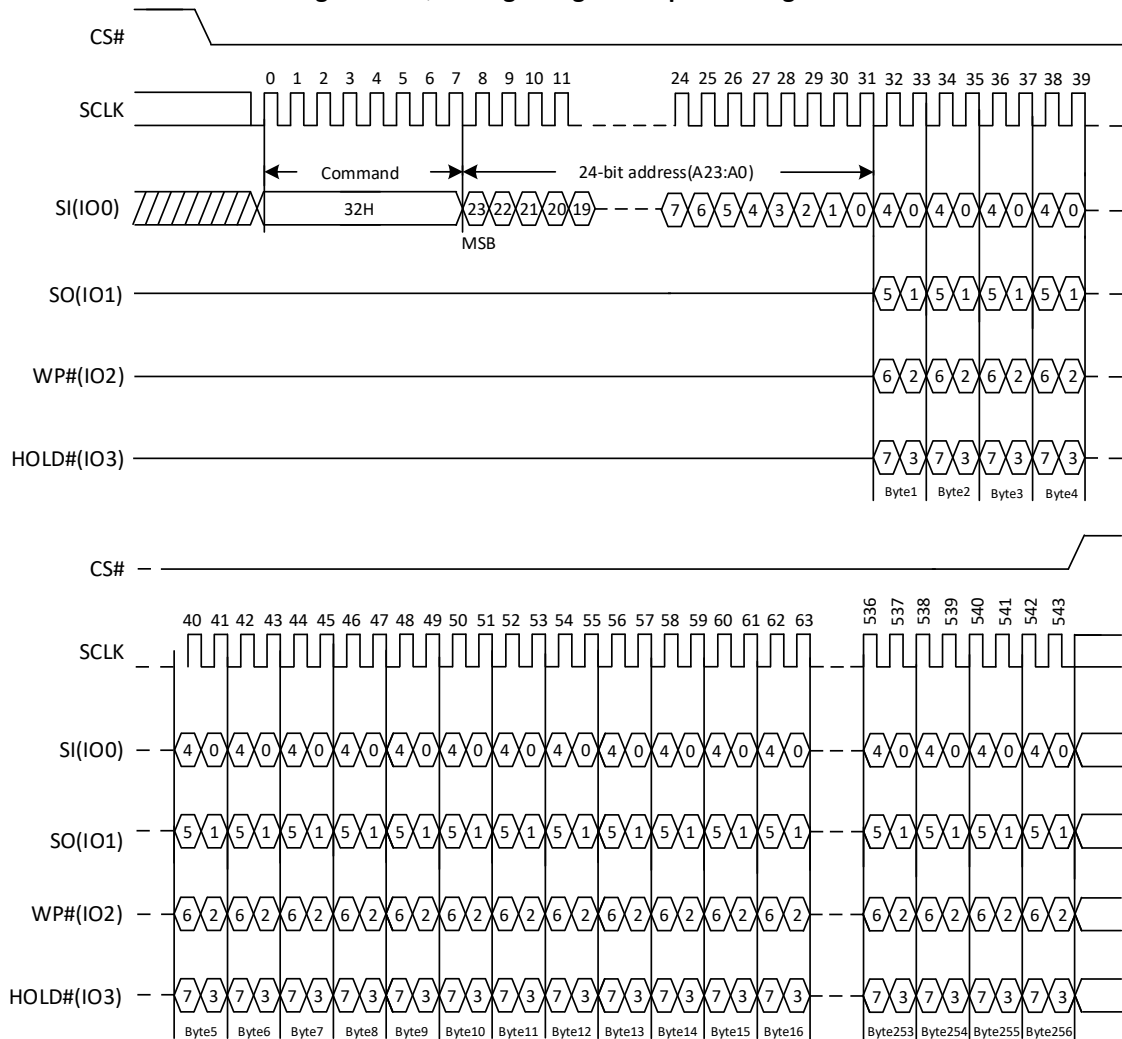 CS#
0 1 2 3 4 5 6 7 8 9 10 11 24 25 26 27 28 29 30 31 32 33 34 35 36 37 38 39
SCLK
Command 24-bit address(A23:A0)
SI(IO0) 32H 23 22 21 20 19 7 6 5 4 3 2 1 0 4 0 4 0 4 0 4 0
MSB
SO(IO1) 5 1 5 1 5 1 5 1
WP#(IO2) 6 2 6 2 6 2 6 2
HOLD#(IO3) 7 3 7 3 7 3 7 3
Byte1 Byte2 Byte3 Byte4
CS#
40 41 42 43 44 45 46 47 48 49 50 51 52 53 54 55 56 57 58 59 60 61 62 63 536 537 538 539 540 541 542 543
SCLK
SI(IO0) 4 0 4 0 4 0 4 0 4 0 4 0 4 0 4 0 4 0 4 0 4 0 4 0 4 0 4 0 4 0 4 0
SO(IO1) 5 1 5 1 5 1 5 1 5 1 5 1 5 1 5 1 5 1 5 1 5 1 5 1 5 1 5 1 5 1 5 1
WP#(IO2) 6 2 6 2 6 2 6 2 6 2 6 2 6 2 6 2 6 2 6 2 6 2 6 2 6 2 6 2 6 2 6 2
HOLD#(IO3) 7 3 7 3 7 3 7 3 7 3 7 3 7 3 7 3 7 3 7 3 7 3 7 3 7 3 7 3 7 3 7 3
Byte5 Byte6 Byte7 Byte8 Byte9 Byte10 Byte11 Byte12 Byte13 Byte14 Byte15 Byte16 Byte253 Byte254 Byte255 Byte256